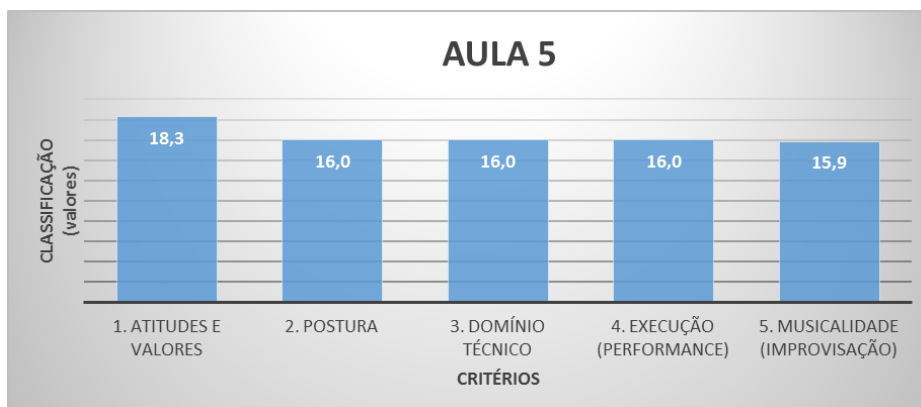 AULA 5
CLASSIFICAÇÃO
(valores)
18,3
16,0
16,0
16,0
15,9
1. ATITUDES E
VALORES
2. POSTURA
3. DOMÍNIO
TÉCNICO
4. EXECUÇÃO
(PERFORMANCE)
5. MUSICALIDADE
(IMPROVISAÇÃO)
CRITÉRIOS